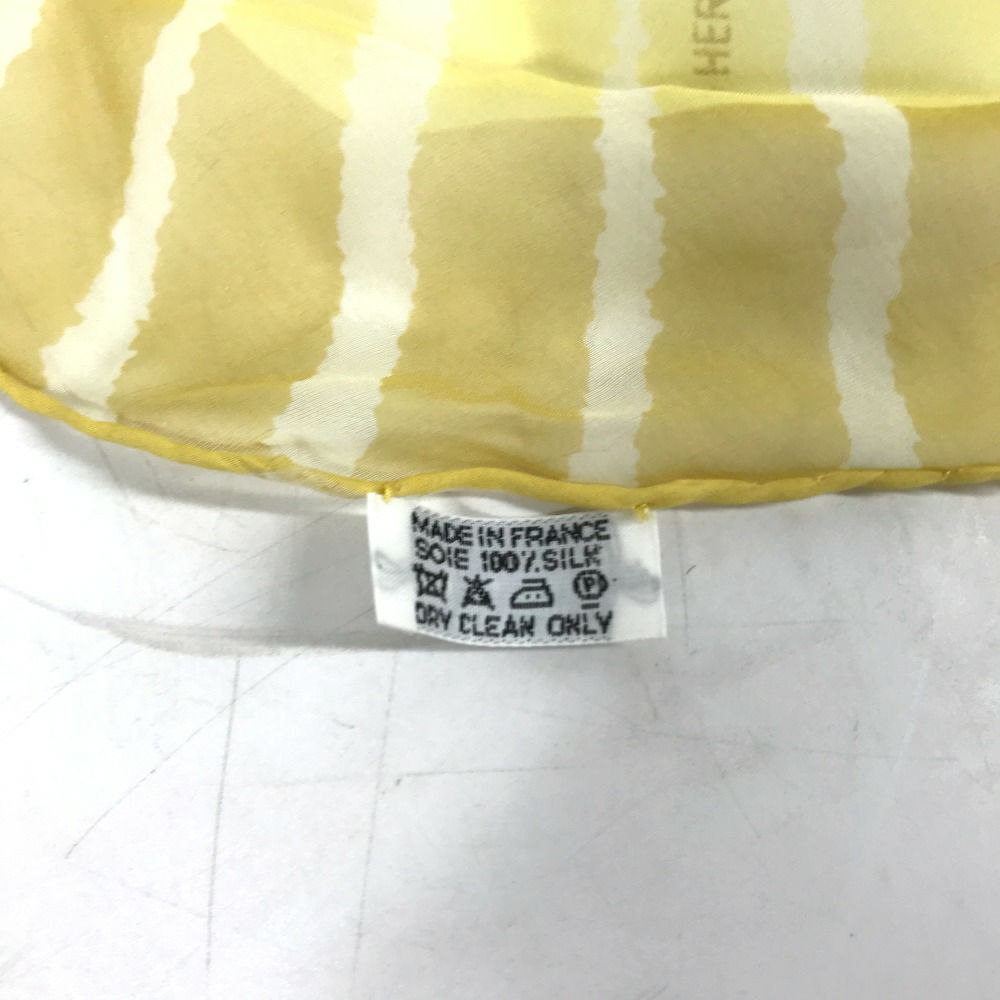 HER
MADE IN FRANCE
SOIE 100% SILK
P
DRY CLEAN ONLY